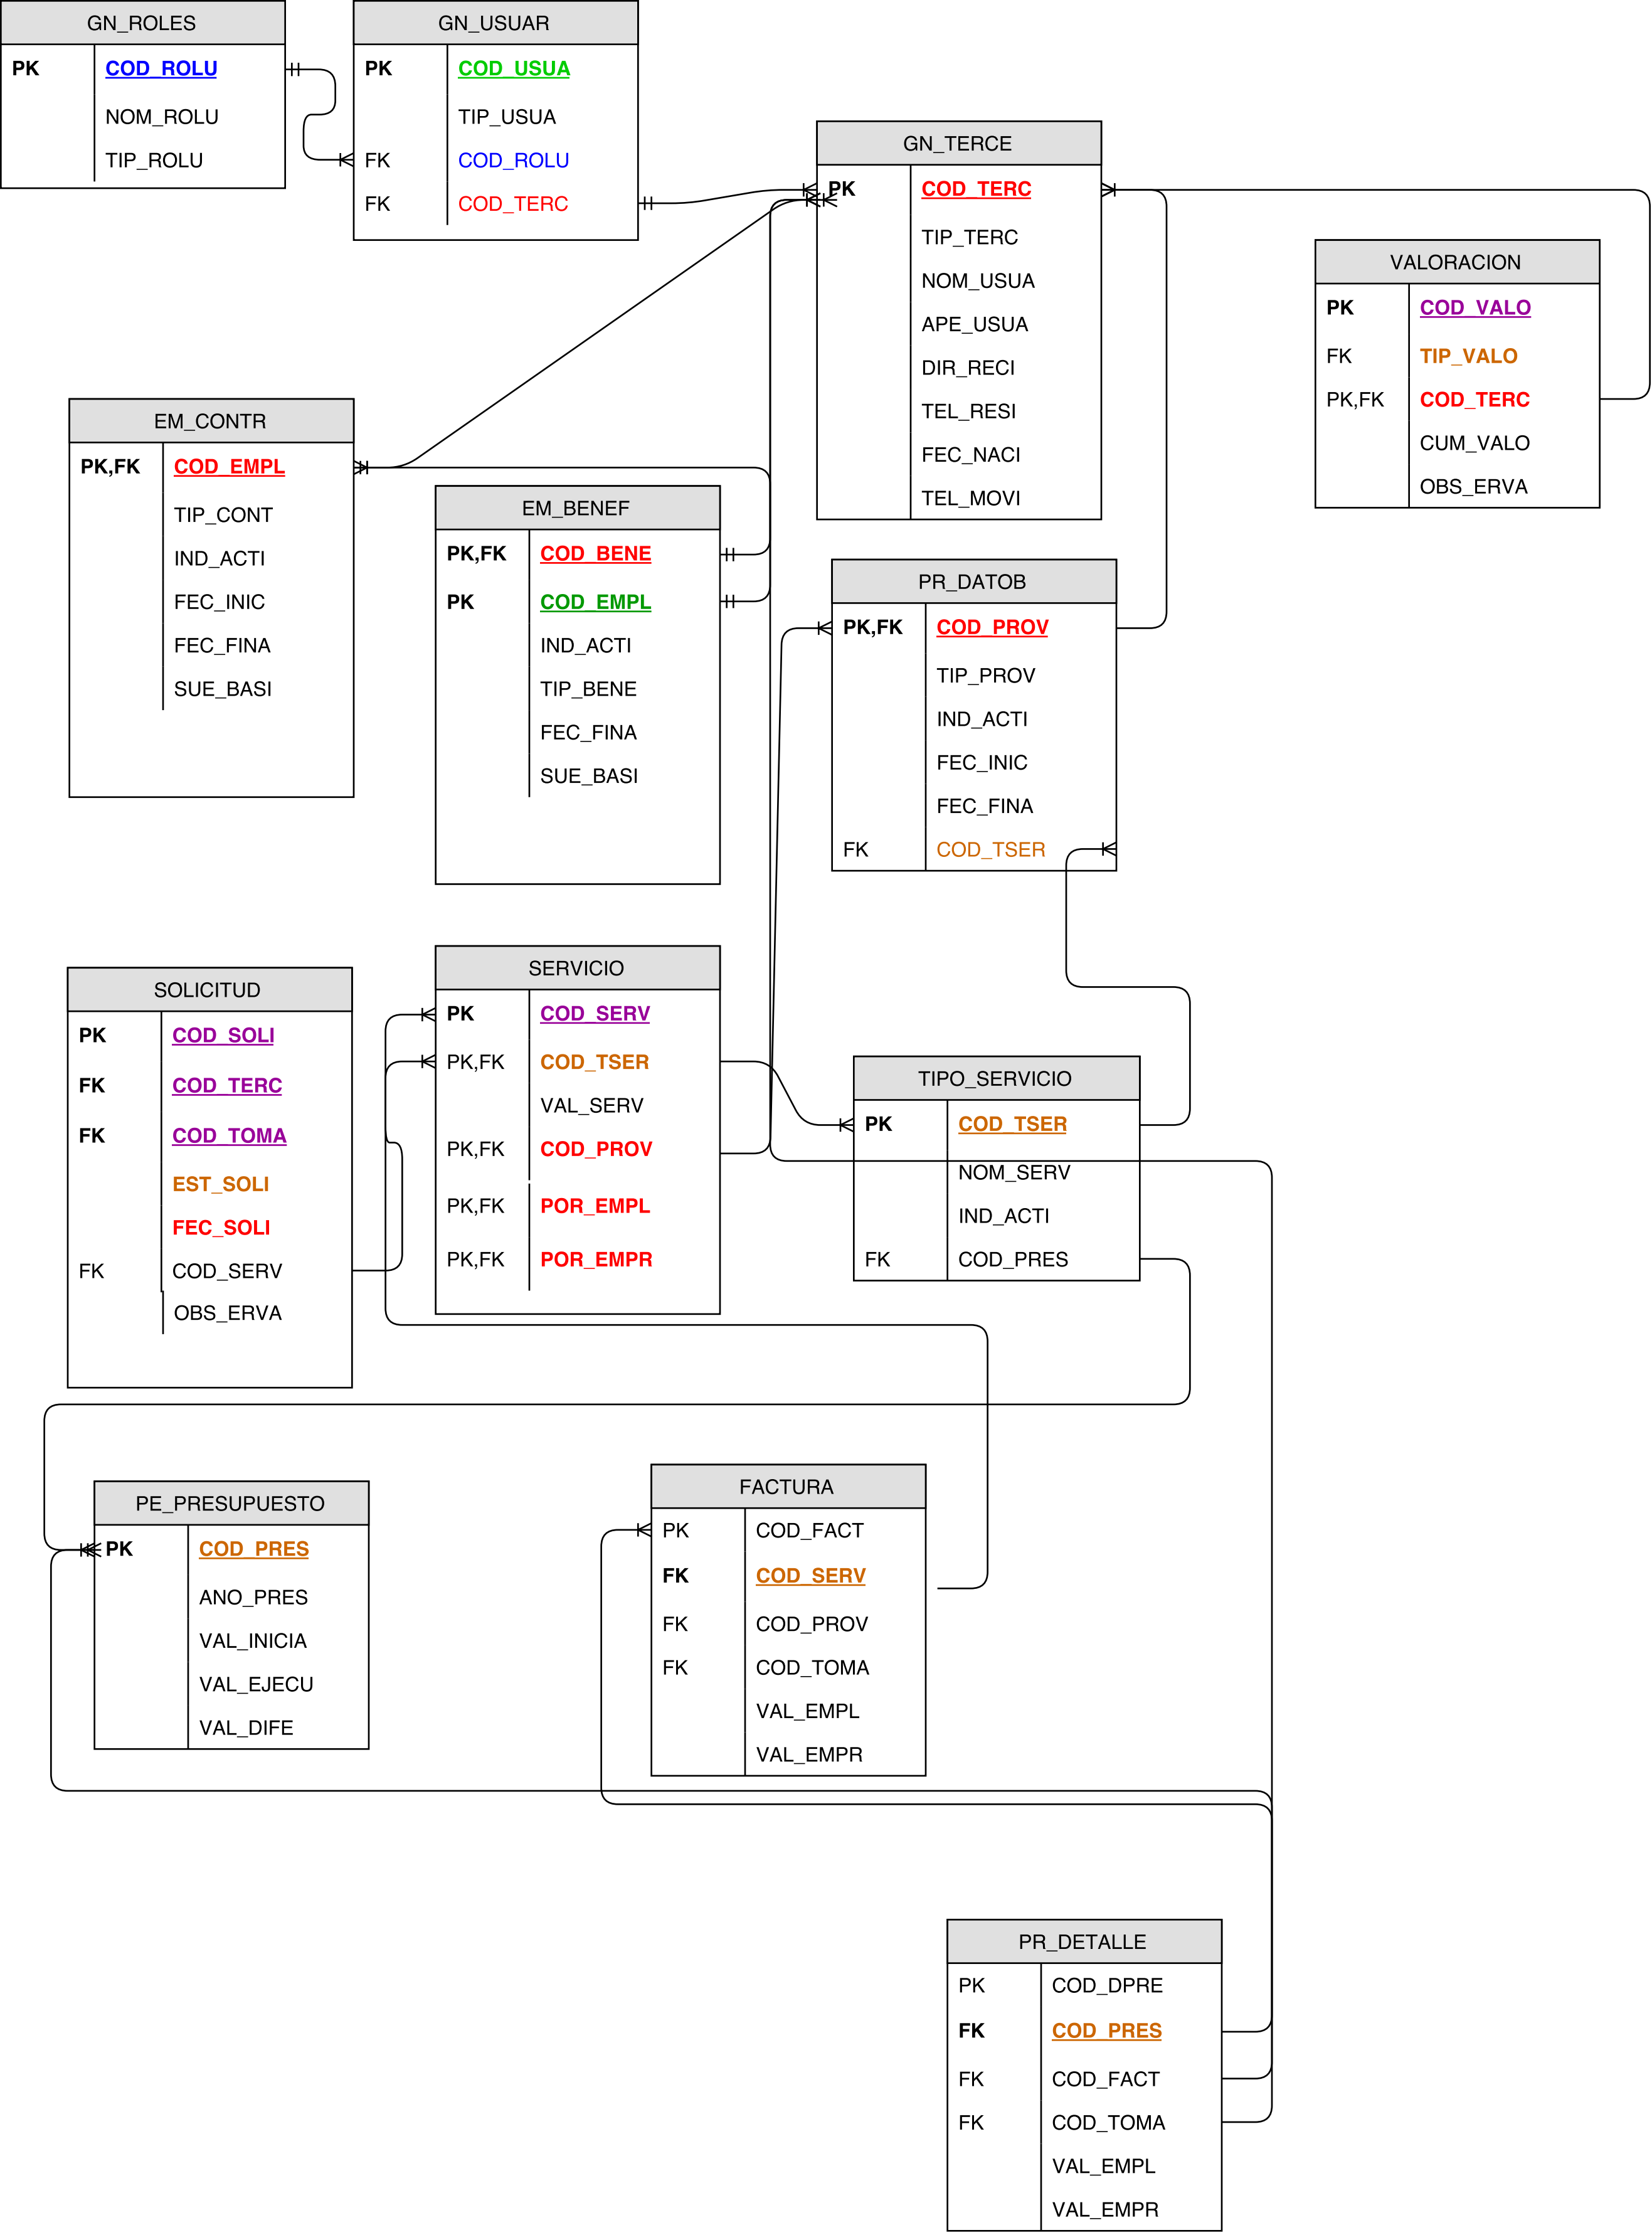 GN_ROLES
PK COD_ROLU
NOM_ROLU
TIP_ROLU
GN_USUAR
PK COD_USUA
TIP_USUA
FK COD_ROLU
FK COD_TERC
GN_TERCE
PK COD_TERC
TIP_TERC
NOM_USUA
APE_USUA
DIR_RECI
TEL_RESI
FEC_NACI
TEL_MOVI
VALORACION
PK COD_VALO
FK TIP_VALO
PK,FK COD_TERC
CUM_VALO
OBS_ERVA
EM_CONTR
PK,FK COD_EMPL
TIP_CONT
IND_ACTI
FEC_INIC
FEC_FINA
SUE_BASI
EM_BENEF
PK,FK COD_BENE
PK COD_EMPL
IND_ACTI
TIP_BENE
FEC_FINA
SUE_BASI
PR_DATOB
PK,FK COD_PROV
TIP_PROV
IND_ACTI
FEC_INIC
FEC_FINA
FK COD_TSER
SOLICITUD
PK COD_SOLI
FK COD_TERC
FK COD_TOMA
EST_SOLI
FEC_SOLI
FK COD_SERV
OBS_ERVA
SERVICIO
PK COD_SERV
PK,FK COD_TSER
VAL_SERV
PK,FK COD_PROV
PK,FK POR_EMPL
PK,FK POR_EMPR
TIPO_SERVICIO
PK COD_TSER
NOM_SERV
IND_ACTI
FK COD_PRES
PE_PRESUPUESTO
PK COD_PRES
ANO_PRES
VAL_INICIA
VAL_EJECU
VAL_DIFE
FACTURA
PK COD_FACT
FK COD_SERV
FK COD_PROV
FK COD_TOMA
VAL_EMPL
VAL_EMPR
PR_DETALLE
PK COD_DPRE
FK COD_PRES
FK COD_FACT
FK COD_TOMA
VAL_EMPL
VAL_EMPR